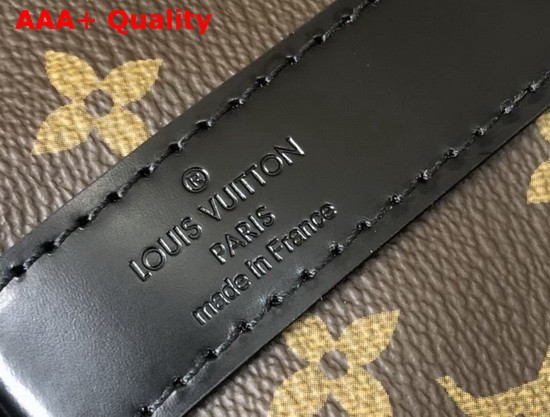 AAA+ Quality
®
LOUIS VUITTON
PARIS
made in France